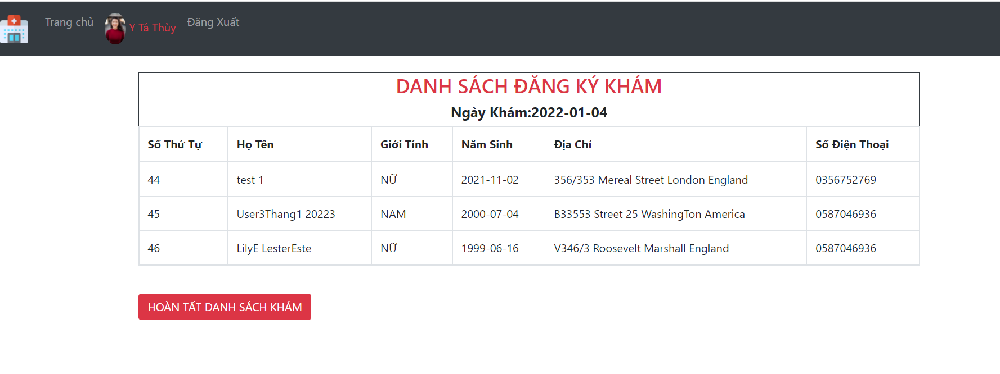 Trang chủ Y Tá Thùy Đăng Xuất
DANH SÁCH ĐĂNG KÝ KHÁM
Ngày Khám:2022-01-04
Số Thứ Tự Họ Tên Giới Tính Năm Sinh Địa Chỉ Số Điện Thoại
44 test 1 NỮ 2021-11-02 356/353 Mereal Street London England 0356752769
45 User3Thang1 20223 NAM 2000-07-04 B33553 Street 25 WashingTon America 0587046936
46 LilyE LesterEste NỮ 1999-06-16 V346/3 Roosevelt Marshall England 0587046936
HOÀN TẤT DANH SÁCH KHÁM